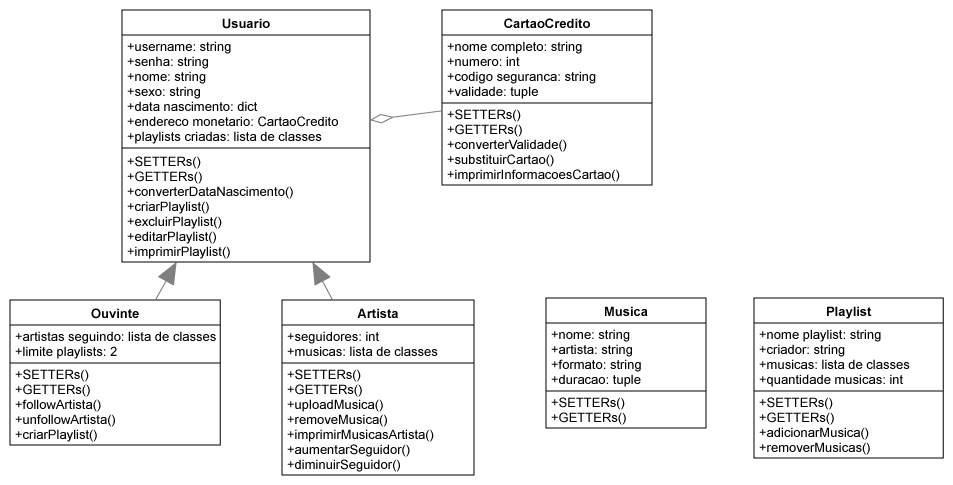 Usuario
+username: string
+senha: string
+nome: string
+sexo: string
+data nascimento: dict
+endereco monetario: CartaoCredito
+playlists criadas: lista de classes
+SETTERs()
+GETTERs()
+converterDataNascimento()
+criarPlaylist()
+excluirPlaylist()
+editarPlaylist()
+imprimirPlaylist()
CartaoCredito
+nome completo: string
+numero: int
+codigo seguranca: string
+validade: tuple
+SETTERs()
+GETTERs()
+converterValidade()
+substituirCartao()
+imprimirInformacoesCartao()
Ouvinte
+artistas seguindo: lista de classes
+limite playlists: 2
+SETTERs()
+GETTERs()
+followArtista()
+unfollowArtista()
+criarPlaylist()
Artista
+seguidores: int
+musicas: lista de classes
+SETTERs()
+GETTERs()
+uploadMusica()
+removeMusica()
+imprimirMusicasArtista()
+aumentarSeguidor()
+diminuirSeguidor()
Musica
+nome: string
+artista: string
+formato: string
+duracao: tuple
+SETTERs()
+GETTERs()
Playlist
+nome playlist: string
+criador: string
+musicas: lista de classes
+quantidade musicas: int
+SETTERs()
+GETTERs()
+adicionarMusica()
+removerMusicas()